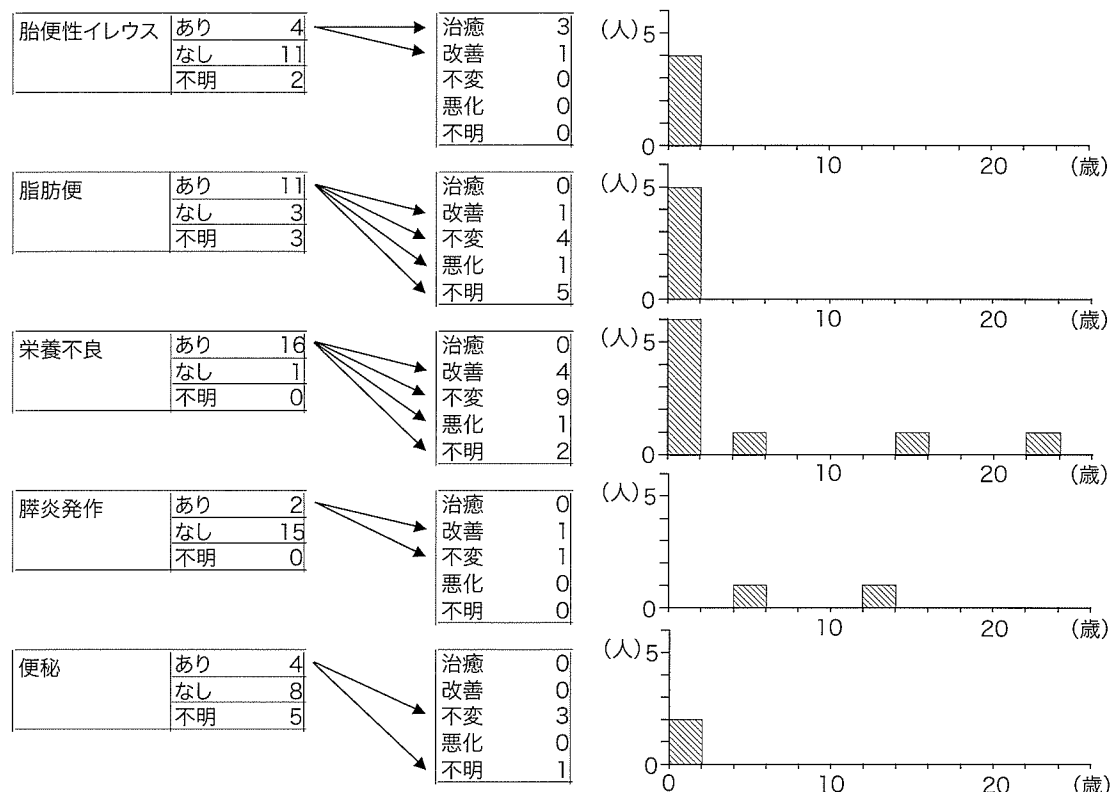 胎便性イレウス
あり 4
なし 11
不明 2
治癒 3
改善 1
不変 0
悪化 0
不明 0
(人) 5
0
10 20 (歳)
脂肪便
あり 11
なし 3
不明 3
治癒 0
改善 1
不変 4
悪化 1
不明 5
(人) 5
0
10 20 (歳)
栄養不良
あり 16
なし 1
不明 0
治癒 0
改善 4
不変 9
悪化 1
不明 2
(人) 5
0
10 20 (歳)
膵炎発作
あり 2
なし 15
不明 0
治癒 0
改善 1
不変 1
悪化 0
不明 0
(人) 5
0
10 20 (歳)
便秘
あり 4
なし 8
不明 5
治癒 0
改善 0
不変 3
悪化 0
不明 1
(人) 5
0
0 10 20 (歳)